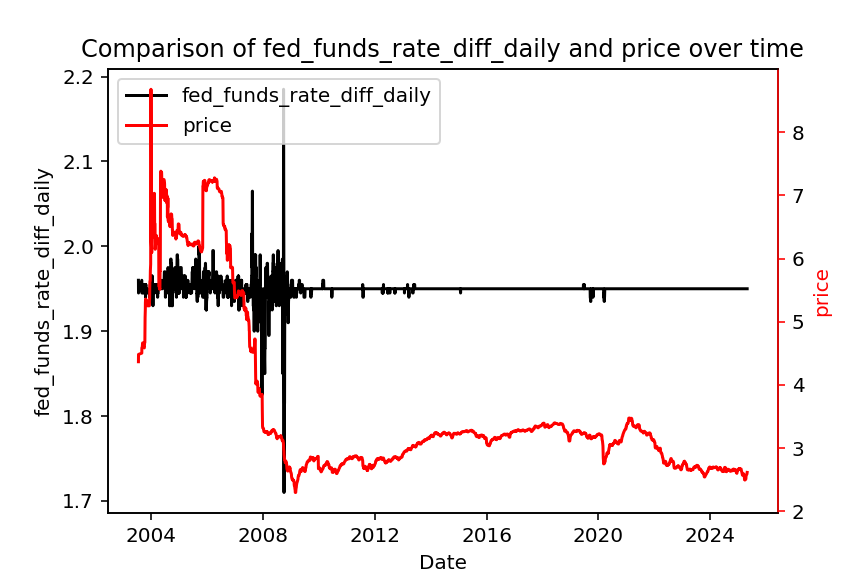 Comparison of fed_funds_rate_diff_daily and price over time
fed_funds_rate_diff_daily
price
2.2
2.1
2.0
1.9
1.8
1.7
fed_funds_rate_diff_daily
8
7
6
5
4
3
2
price
2004 2008 2012 2016 2020 2024
Date